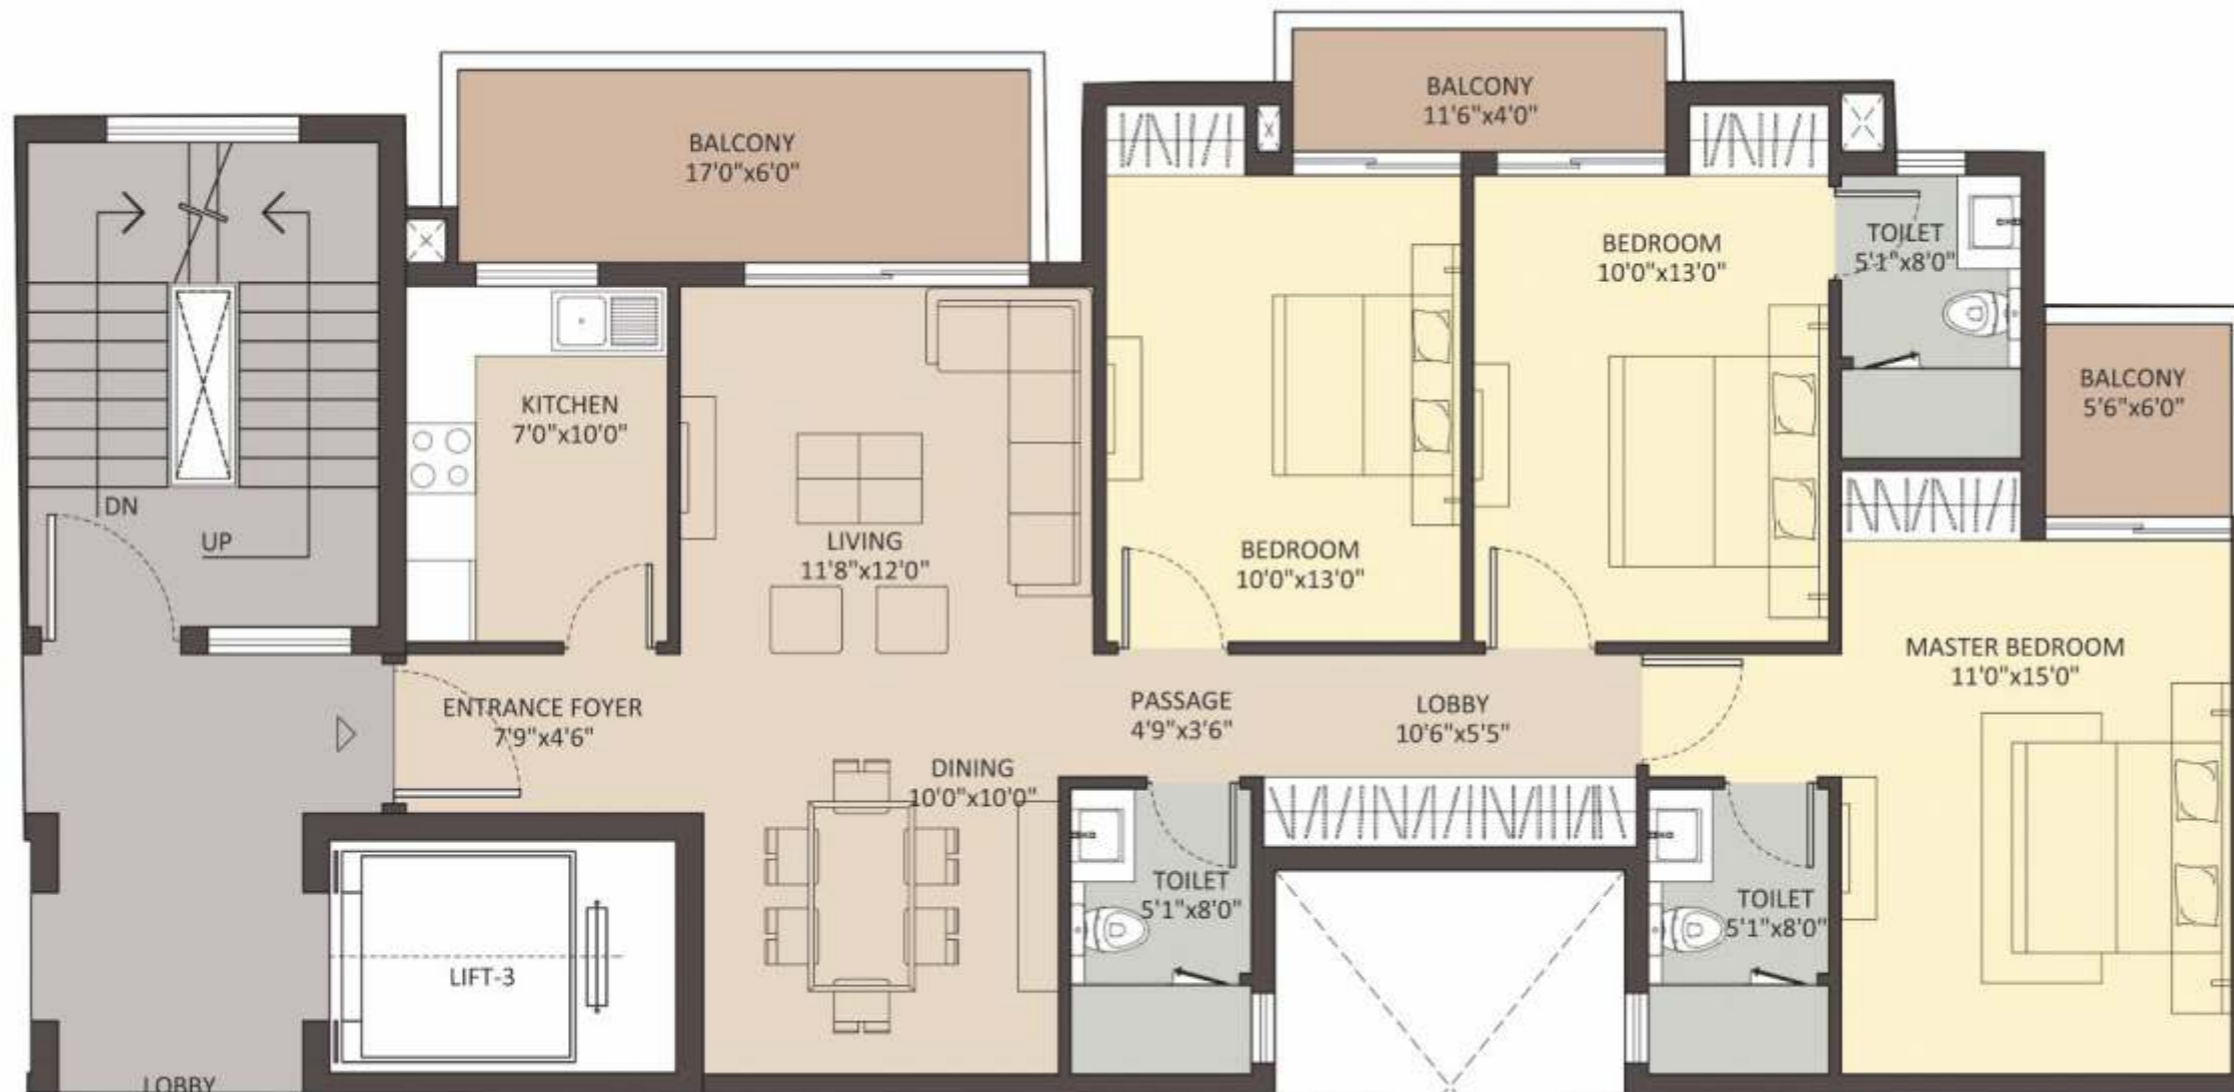 BALCONY
17'0"x6'0"
BALCONY
11'6"x4'0"
BEDROOM
10'0"x13'0"
TOILET
5'1"x8'0"
BALCONY
5'6"x6'0"
KITCHEN
7'0"x10'0"
DN
UP
LIVING
11'8"x12'0"
BEDROOM
10'0"x13'0"
MASTER BEDROOM
11'0"x15'0"
ENTRANCE FOYER
7'9"x4'6"
PASSAGE
4'9"x3'6"
LOBBY
10'6"x5'5"
DINING
10'0"x10'0"
TOILET
5'1"x8'0"
TOILET
5'1"x8'0"
LIFT-3
LOBBY